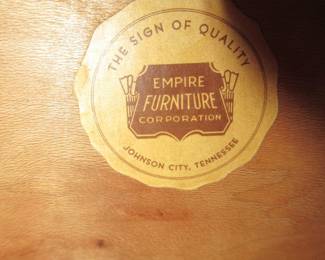 THE SIGN OF QUALITY
EMPIRE
FURNITURE
CORPORATION
JOHNSON CITY, TENNESSEE